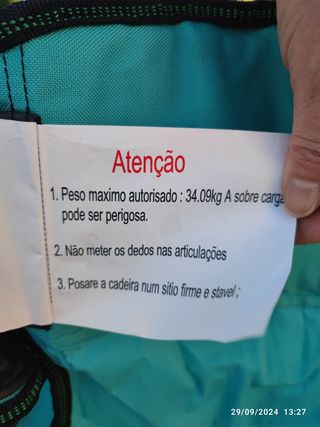 Atenção
1. Peso maximo autorisado : 34.09kg A sobre carga
pode ser perigosa.
2. Não meter os dedos nas articulações
3. Posare a cadeira num sitio firme e stavel ;
29/09/2024 13:27